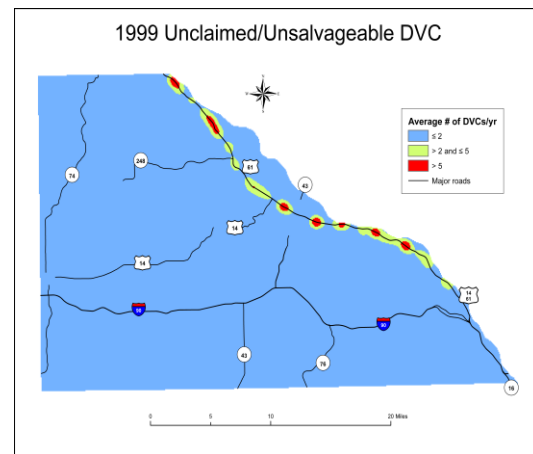 1999 Unclaimed/Unsalvageable DVC
Average # of DVCs/yr
≤ 2
> 2 and ≤ 5
> 5
Major roads
74
248
61
43
14
14
14
61
90
43
76
16
0 5 10 20 Miles